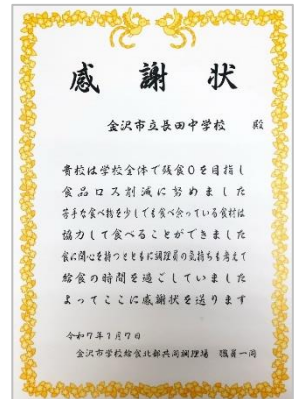 感謝状
金沢市立長田中学校 殿
貴校は学校全体で残食0を目指し
食品ロス削減に努めました
苦手な食べ物を少しでも食べ余っている食材は
協力して食べることができました
食に関心を持つとともに調理員の気持ちも考えて
給食の時間を過ごしていました
よってここに感謝状を送ります
令和7年7月7日
金沢市学校給食北部共同調理場 職員一同